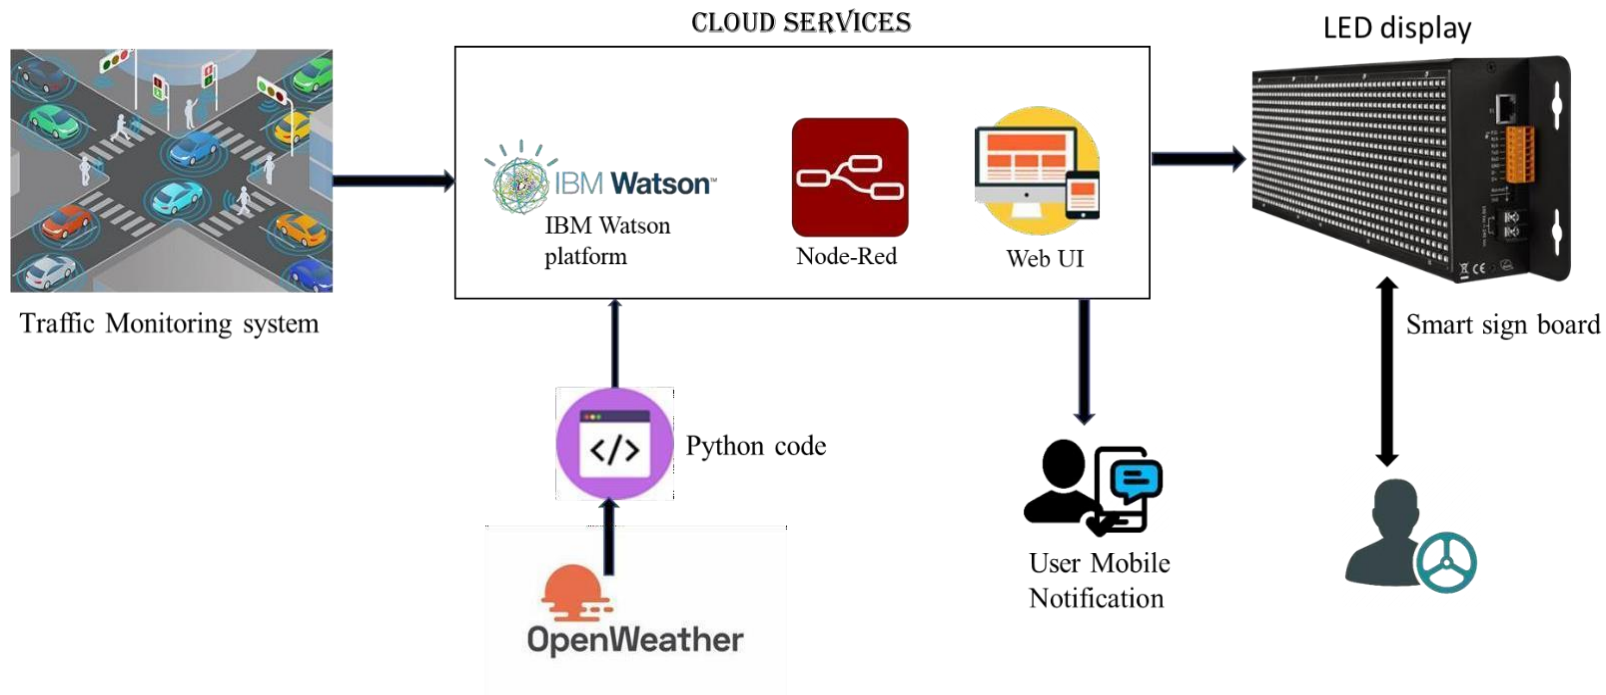 CLOUD SERVICES
LED display
IBM Watson™
IBM Watson
platform
Node-Red
Web UI
Traffic Monitoring system
Smart sign board
Python code
</>
User Mobile
Notification
OpenWeather